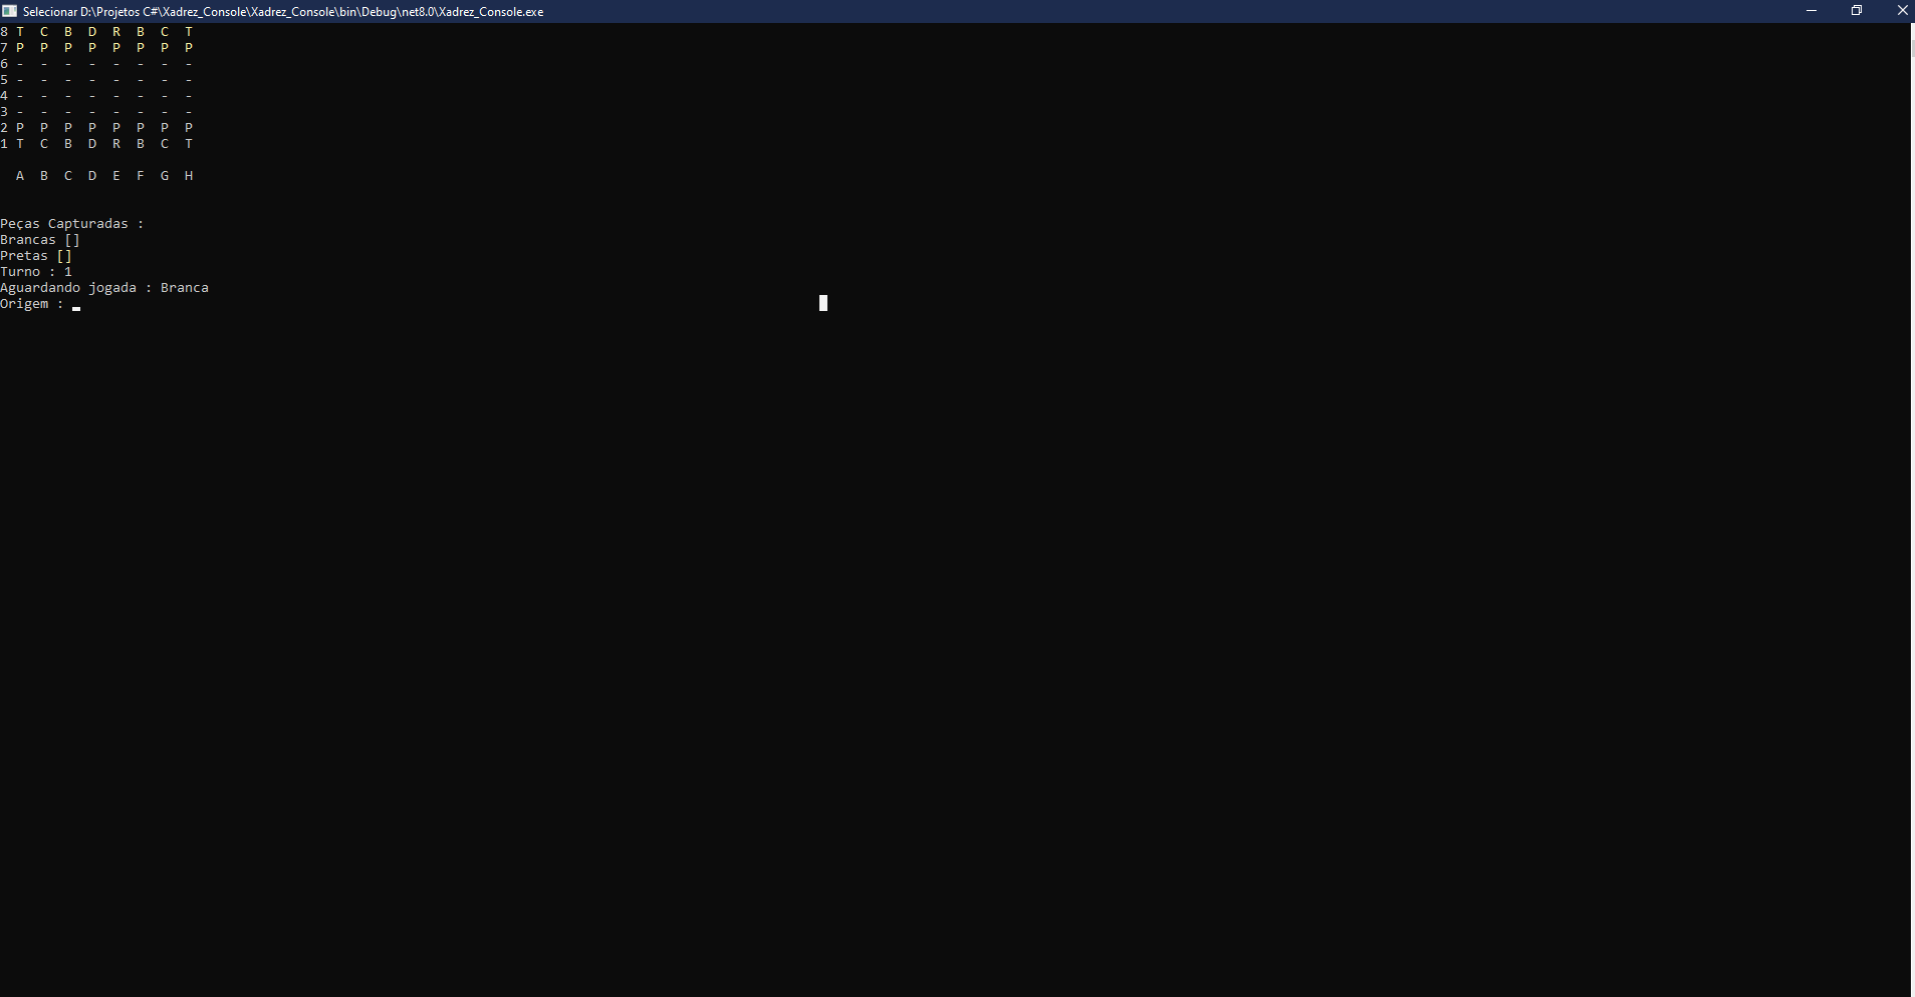 Selecionar D:\Projetos C#\Xadrez_Console\Xadrez_Console\bin\Debug\net8.0\Xadrez_Console.exe
8 T  C  B  D  R  B  C  T
7 P  P  P  P  P  P  P  P
6 -  -  -  -  -  -  -  -
5 -  -  -  -  -  -  -  -
4 -  -  -  -  -  -  -  -
3 -  -  -  -  -  -  -  -
2 P  P  P  P  P  P  P  P
1 T  C  B  D  R  B  C  T
  A  B  C  D  E  F  G  H
Peças Capturadas :
Brancas []
Pretas []
Turno : 1
Aguardando jogada : Branca
Origem :